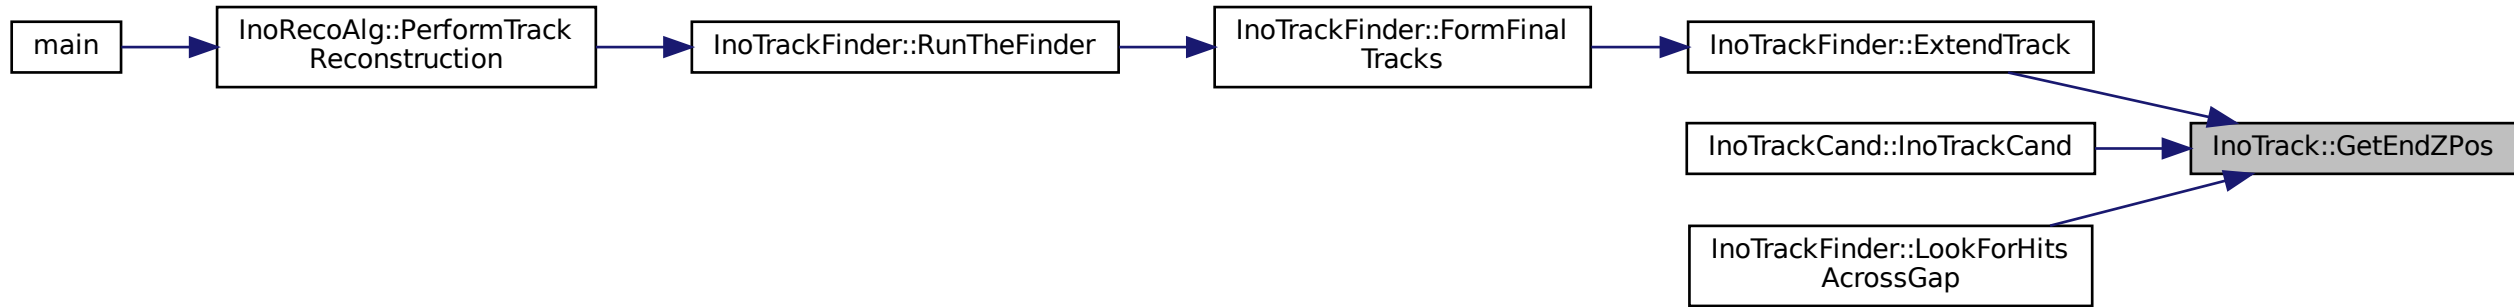 main
InoRecoAlg::PerformTrack
Reconstruction
InoTrackFinder::RunTheFinder
InoTrackFinder::FormFinal
Tracks
InoTrackFinder::ExtendTrack
InoTrackCand::InoTrackCand
InoTrackFinder::LookForHits
AcrossGap
InoTrack::GetEndZPos